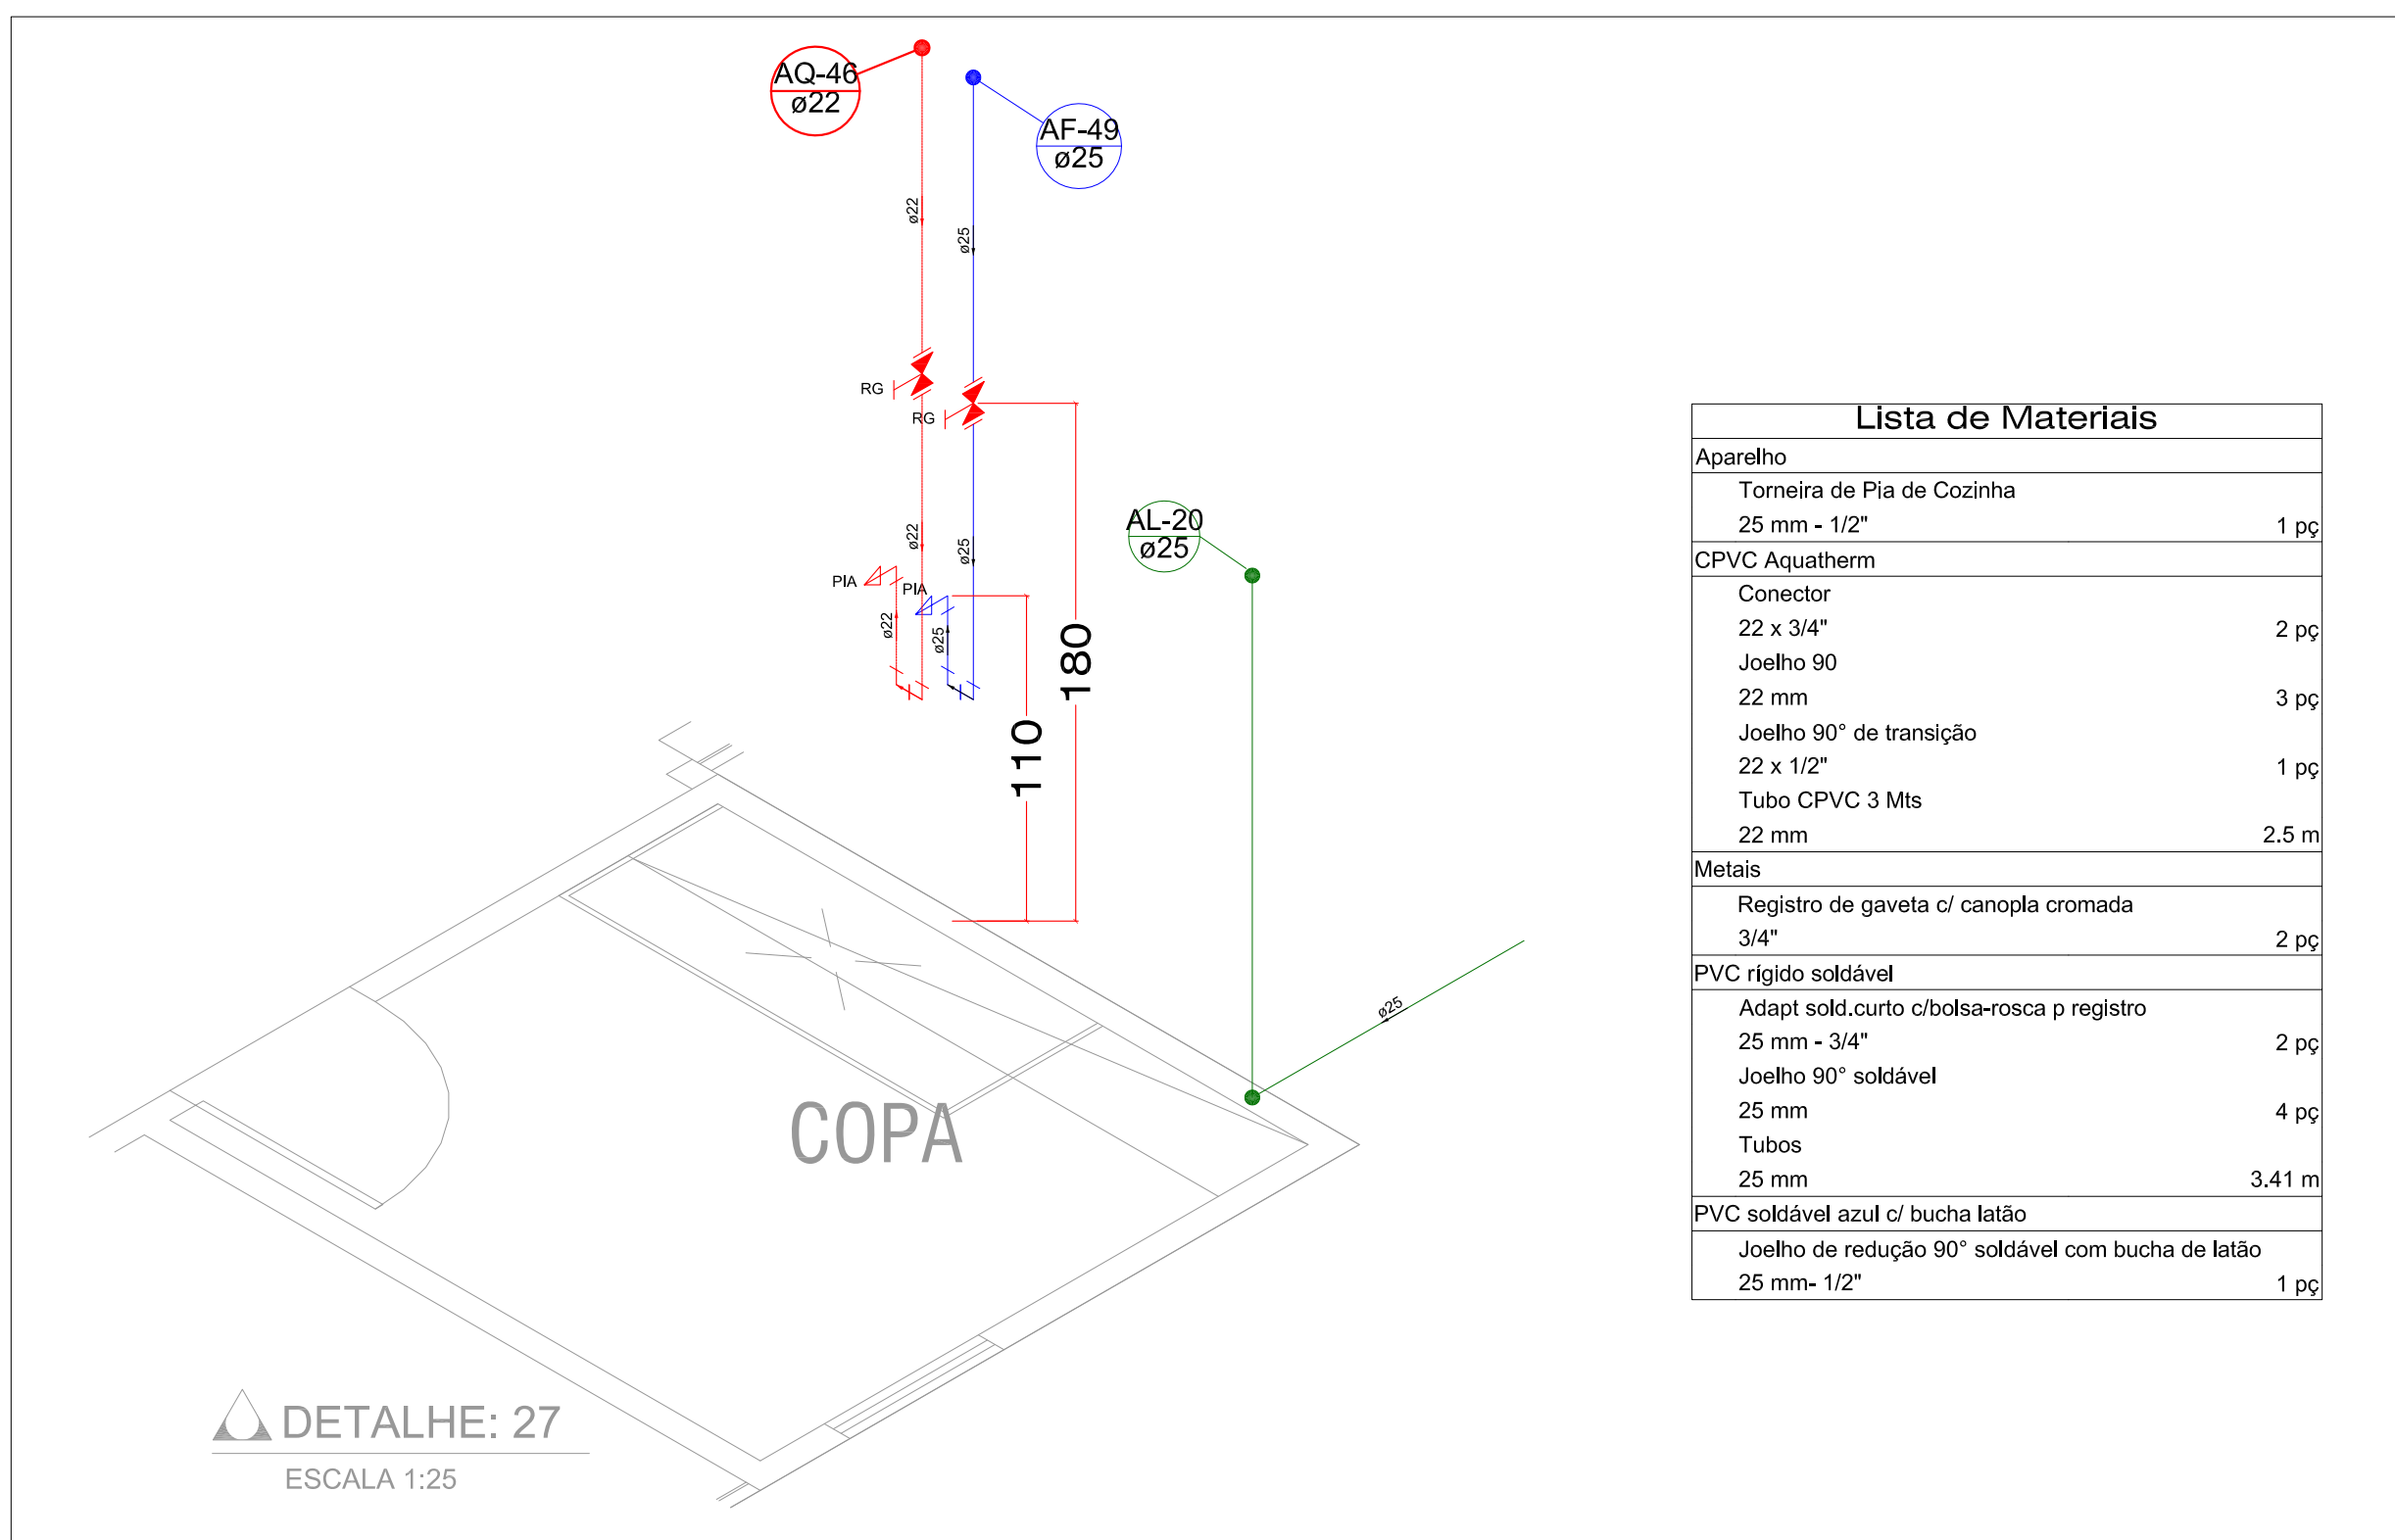 AQ-46
ø22
AF-49
ø25
ø22
ø25
RG
RG
ø22
ø25
PIA
PIA
ø22
ø25
180
110
AL-20
ø25
ø25
COPA
DETALHE: 27
ESCALA 1:25
Lista de Materiais
Aparelho
Torneira de Pia de Cozinha
25 mm - 1/2" 1 pç
CPVC Aquatherm
Conector
22 x 3/4" 2 pç
Joelho 90
22 mm 3 pç
Joelho 90° de transição
22 x 1/2" 1 pç
Tubo CPVC 3 Mts
22 mm 2.5 m
Metais
Registro de gaveta c/ canopla cromada
3/4" 2 pç
PVC rígido soldável
Adapt sold.curto c/bolsa-rosca p registro
25 mm - 3/4" 2 pç
Joelho 90° soldável
25 mm 4 pç
Tubos
25 mm 3.41 m
PVC soldável azul c/ bucha latão
Joelho de redução 90° soldável com bucha de latão
25 mm- 1/2" 1 pç